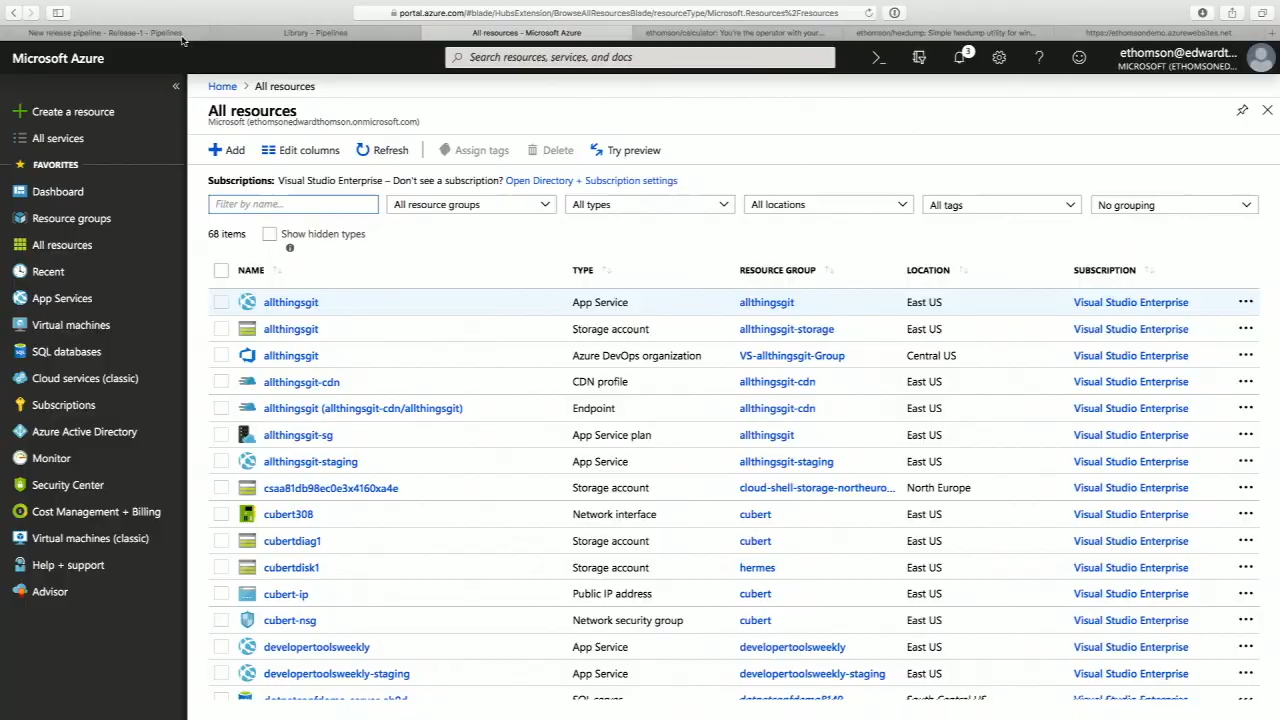 portal.azure.com/#blade/HubsExtension/BrowseAllResourcesBlade/resourceType/Microsoft.Resources%2Fresources
New release pipeline - Release-1 - Pipelines
Library - Pipelines
All resources - Microsoft Azure
ethomson/calculator: You're the operator with your...
ethomson/hexdump: Simple hexdump utility for win...
https://ethomsondemo.azurewebsites.net
Microsoft Azure
Search resources, services, and docs
3
ethomson@edwardt...
MICROSOFT (ETHOMSONED...
Create a resource
All services
FAVORITES
Dashboard
Resource groups
All resources
Recent
App Services
Virtual machines
SQL databases
Cloud services (classic)
Subscriptions
Azure Active Directory
Monitor
Security Center
Cost Management + Billing
Virtual machines (classic)
Help + support
Advisor
Home > All resources
All resources
Microsoft (ethomsonedwardthomson.onmicrosoft.com)
Add Edit columns Refresh Assign tags Delete Try preview
Subscriptions: Visual Studio Enterprise – Don't see a subscription? Open Directory + Subscription settings
Filter by name... All resource groups All types All locations All tags No grouping
68 items Show hidden types
NAME TYPE RESOURCE GROUP LOCATION SUBSCRIPTION
allthingsgit App Service allthingsgit East US Visual Studio Enterprise
allthingsgit Storage account allthingsgit-storage East US Visual Studio Enterprise
allthingsgit Azure DevOps organization VS-allthingsgit-Group Central US Visual Studio Enterprise
allthingsgit-cdn CDN profile allthingsgit-cdn East US Visual Studio Enterprise
allthingsgit (allthingsgit-cdn/allthingsgit) Endpoint allthingsgit-cdn East US Visual Studio Enterprise
allthingsgit-sg App Service plan allthingsgit East US Visual Studio Enterprise
allthingsgit-staging App Service allthingsgit-staging East US Visual Studio Enterprise
csaa81db98ec0e3x4160xa4e Storage account cloud-shell-storage-northeuro... North Europe Visual Studio Enterprise
cubert308 Network interface cubert East US Visual Studio Enterprise
cubertdiag1 Storage account cubert East US Visual Studio Enterprise
cubertdisk1 Storage account hermes East US Visual Studio Enterprise
cubert-ip Public IP address cubert East US Visual Studio Enterprise
cubert-nsg Network security group cubert East US Visual Studio Enterprise
developertoolsweekly App Service developertoolsweekly East US Visual Studio Enterprise
developertoolsweekly-staging App Service developertoolsweekly-staging East US Visual Studio Enterprise